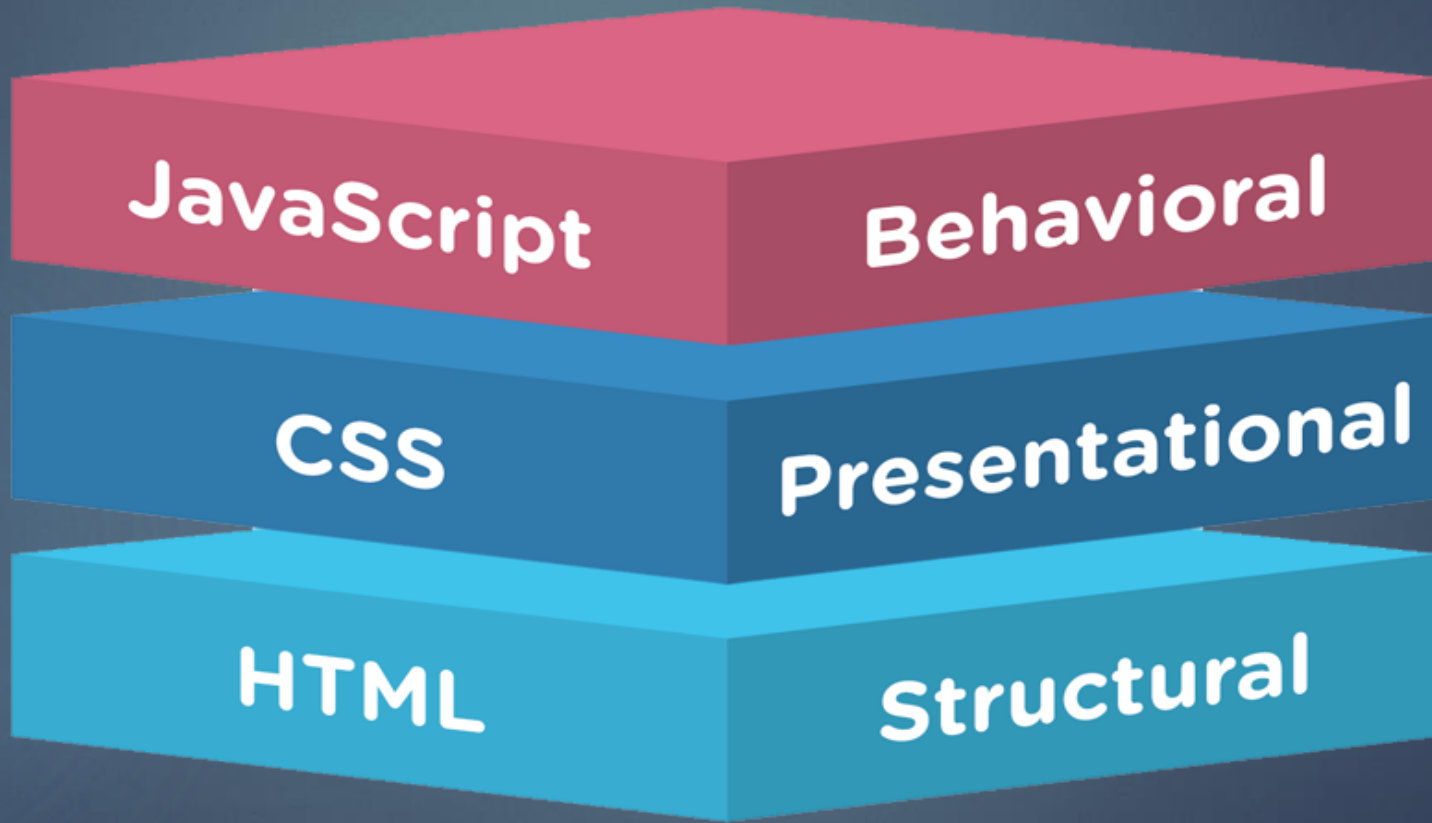 JavaScript
Behavioral
CSS
Presentational
HTML
Structural